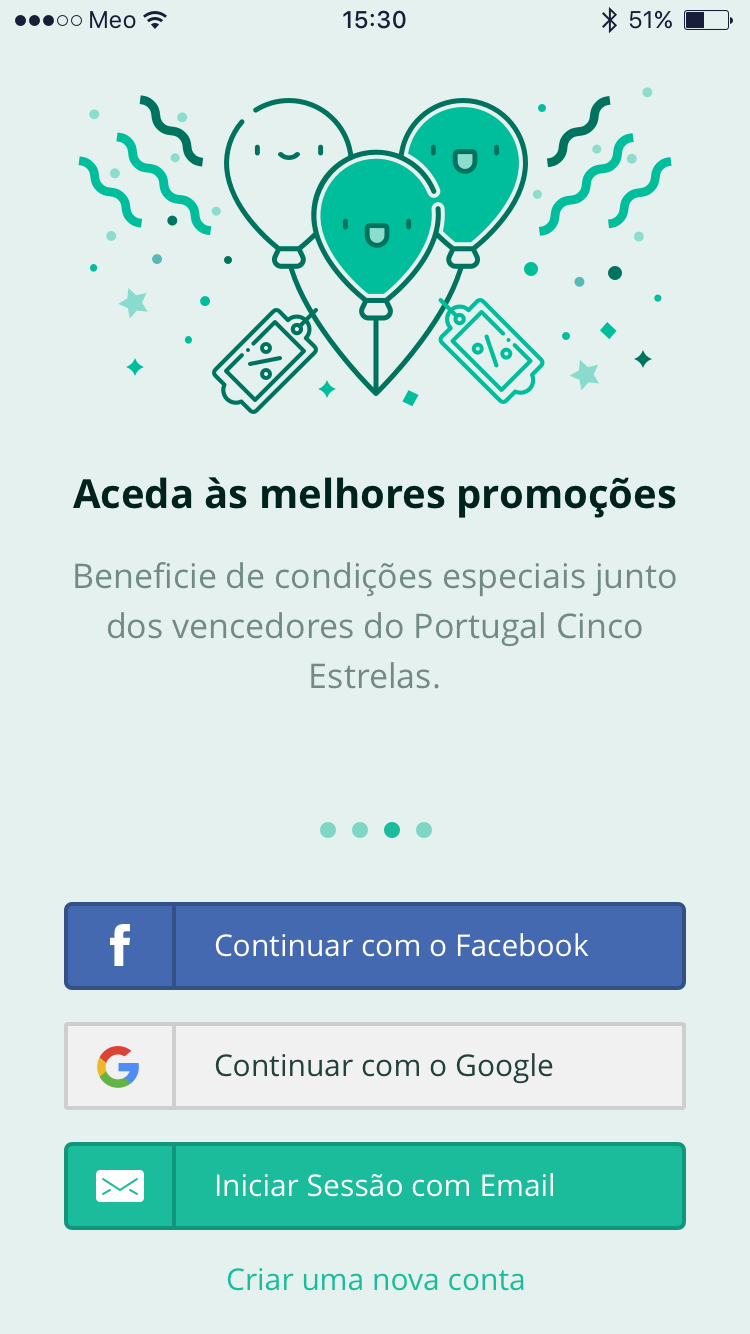 Meo 15:30 51%
Aceda às melhores promoções
Beneficie de condições especiais junto
dos vencedores do Portugal Cinco
Estrelas.
Continuar com o Facebook
Continuar com o Google
Iniciar Sessão com Email
Criar uma nova conta